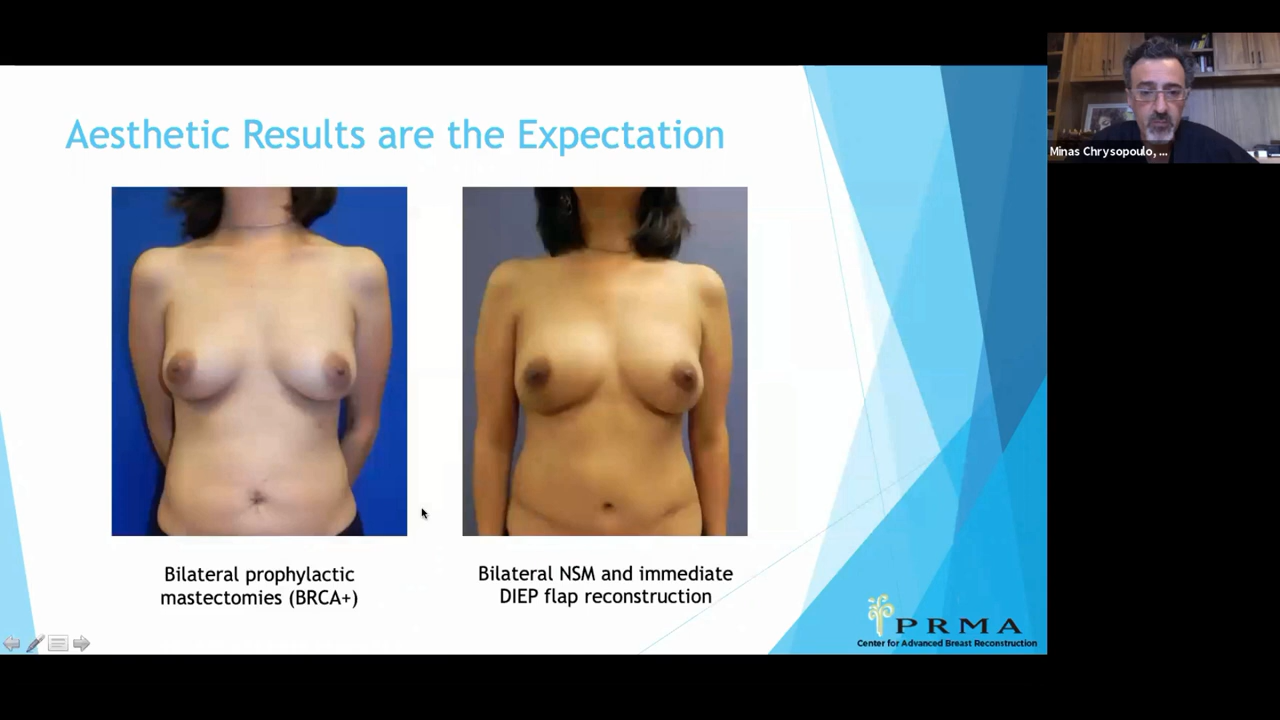 Aesthetic Results are the Expectation
Minas Chrysopoulo, ...
Bilateral prophylactic
mastectomies (BRCA+)
Bilateral NSM and immediate
DIEP flap reconstruction
PRMA
Center for Advanced Breast Reconstruction